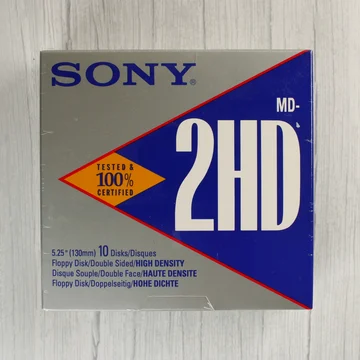 SONY®
MD-
2HD
TESTED &
100%
CERTIFIED
5.25" (130mm) 10 Disks/Disques
Floppy Disk/Double Sided/HIGH DENSITY
Disque Souple/Double Face/HAUTE DENSITE
Floppy Disk/Doppelseitig/HOHE DICHTE